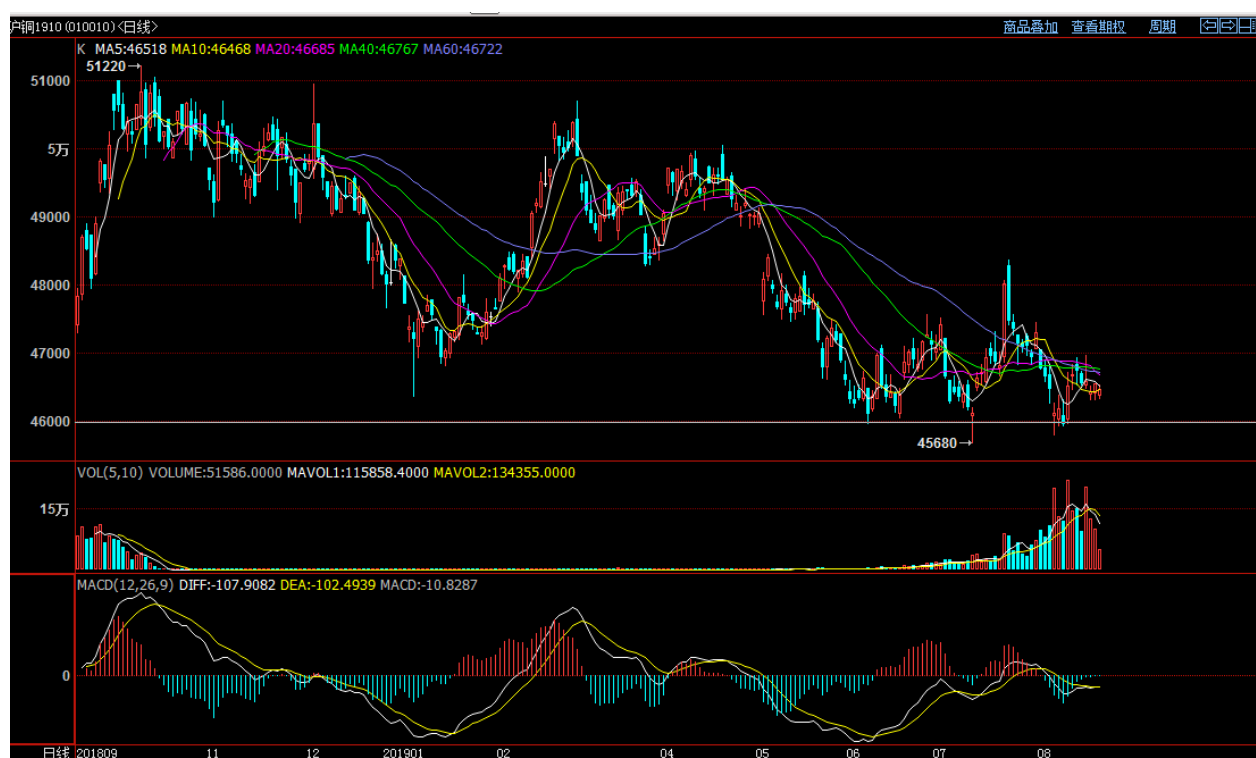 沪铜1910 (010010)<日线> 商品叠加 查看期权 周期
K MA5:46518 MA10:46468 MA20:46685 MA40:46767 MA60:46722
51220→
51000
5万
49000
48000
47000
46000
45680→
VOL(5,10) VOLUME:51586.0000 MAVOL1:115858.4000 MAVOL2:134355.0000
15万
MACD(12,26,9) DIFF:-107.9082 DEA:-102.4939 MACD:-10.8287
0
日线 201809 11 12 201901 02 04 05 06 07 08